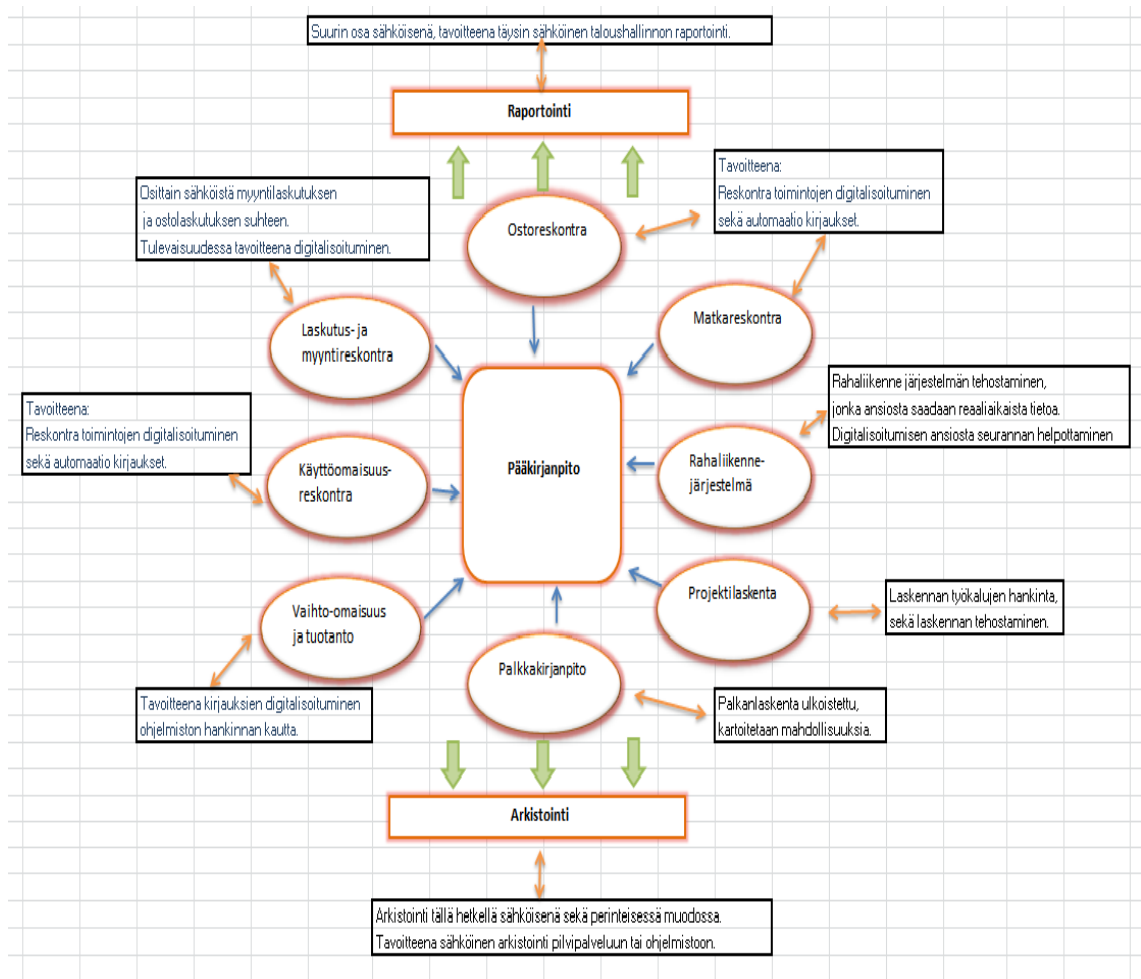 Suurin osa sähköisenä, tavoitteena täysin sähköinen taloushallinnon raportointi.
Raportointi
Osittain sähköistä myyntilaskutuksen
ja ostolaskutuksen suhteen.
Tulevaisuudessa tavoitteena digitalisoituminen.
Tavoitteena:
Reskontra toimintojen digitalisoituminen
sekä automaatio kirjaukset.
Ostoreskontra
Laskutus- ja
myyntireskontra
Matkareskontra
Tavoitteena:
Reskontra toimintojen digitalisoituminen
sekä automaatio kirjaukset.
Käyttöomaisuus-
reskontra
Pääkirjanpito
Rahaliikenne-
järjestelmä
Rahaliikenne järjestelmän tehostaminen,
jonka ansiosta saadaan reaaliaikaista tietoa.
Digitalisoitumisen ansiosta seurannan helpottaminen
Vaihto-omaisuus
ja tuotanto
Projektilaskenta
Laskennan työkalujen hankinta,
sekä laskennan tehostaminen.
Tavoitteena kirjauksien digitalisoituminen
ohjelmiston hankinnan kautta.
Palkkakirjanpito
Palkanlaskenta ulkoistettu,
kartoitetaan mahdollisuuksia.
Arkistointi
Arkistointi tällä hetkellä sähköisenä sekä perinteisessä muodossa.
Tavoitteena sähköinen arkistointi pilvipalveluun tai ohjelmistoon.